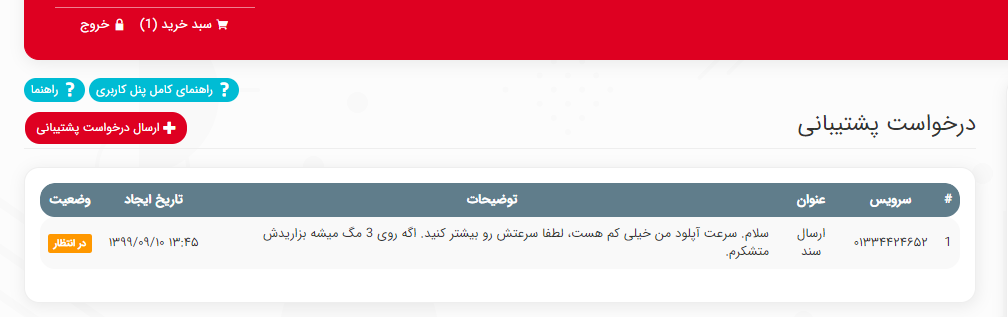 سبد خرید (1) خروج
راهنمای کامل پنل کاربری راهنما
ارسال درخواست پشتیبانی
درخواست پشتیبانی
# سرویس عنوان توضیحات تاریخ ایجاد وضعیت
1 ۰۱۳۳۴۴۲۴۶۵۲ ارسال سند سلام. سرعت آپلود من خیلی کم هست، لطفا سرعتش رو بیشتر کنید. اگه روی 3 مگ میشه بزاریدش ۱۳:۴۵ ۱۳۹۹/۰۹/۱۰ در انتظار
متشکرم.